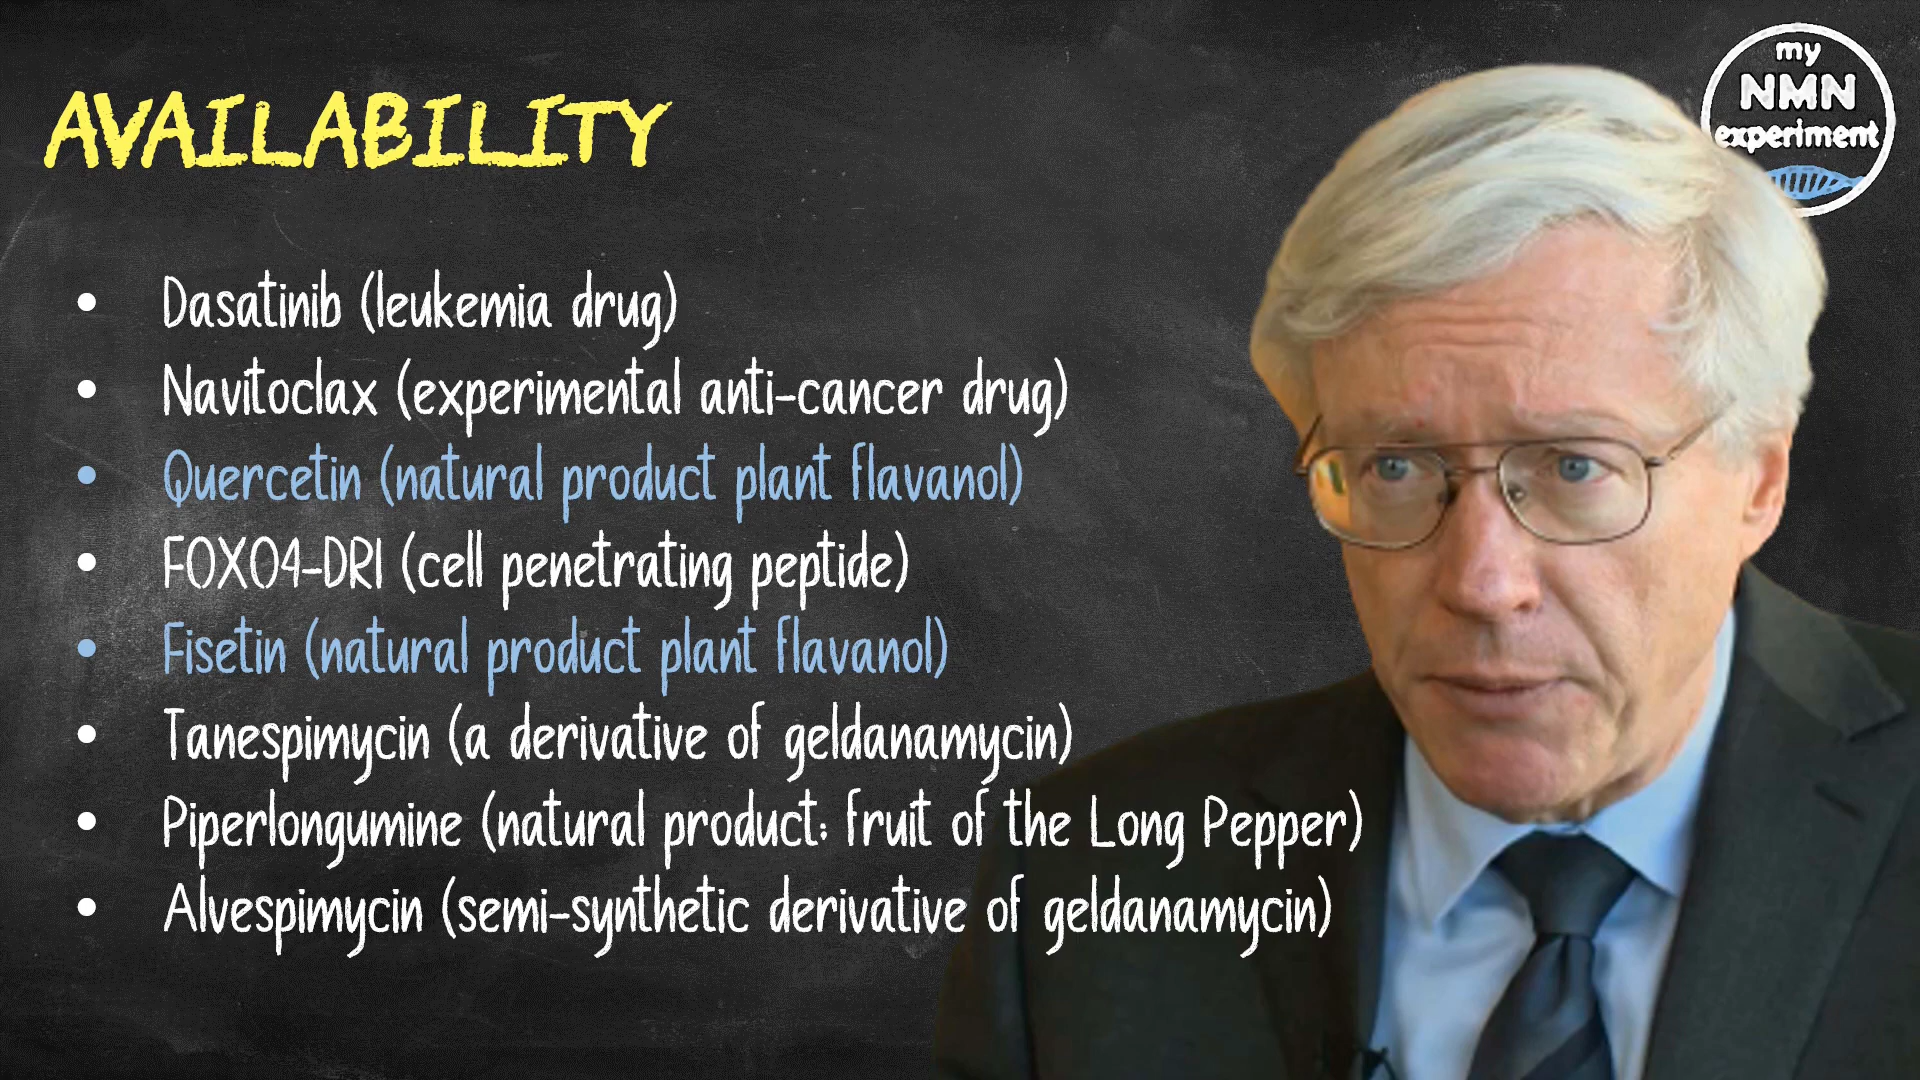 AVAILABILITY
my
NMN
experiment
• Dasatinib (leukemia drug)
• Navitoclax (experimental anti-cancer drug)
• Quercetin (natural product plant flavanol)
• FOXO4-DRI (cell penetrating peptide)
• Fisetin (natural product plant flavanol)
• Tanespimycin (a derivative of geldanamycin)
• Piperlongumine (natural product: fruit of the Long Pepper)
• Alvespimycin (semi-synthetic derivative of geldanamycin)